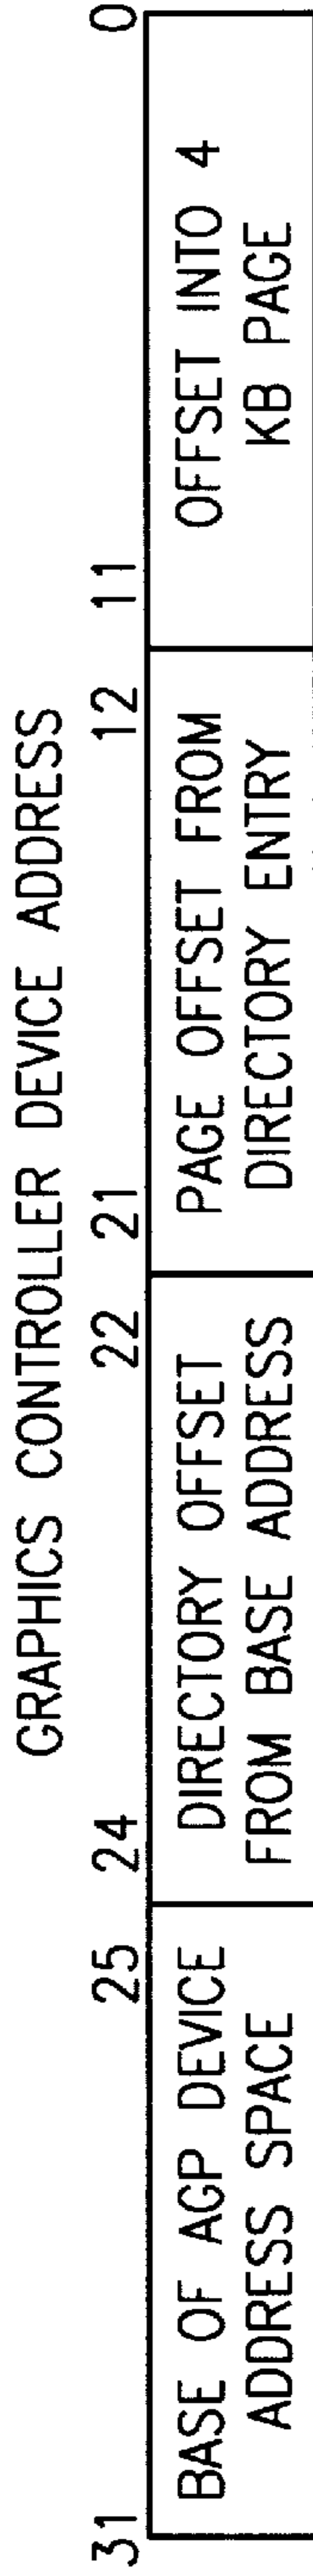 GRAPHICS CONTROLLER DEVICE ADDRESS
31 25 24 22 21 12 11 0
BASE OF AGP DEVICE
ADDRESS SPACE
DIRECTORY OFFSET
FROM BASE ADDRESS
PAGE OFFSET FROM
DIRECTORY ENTRY
OFFSET INTO 4
KB PAGE